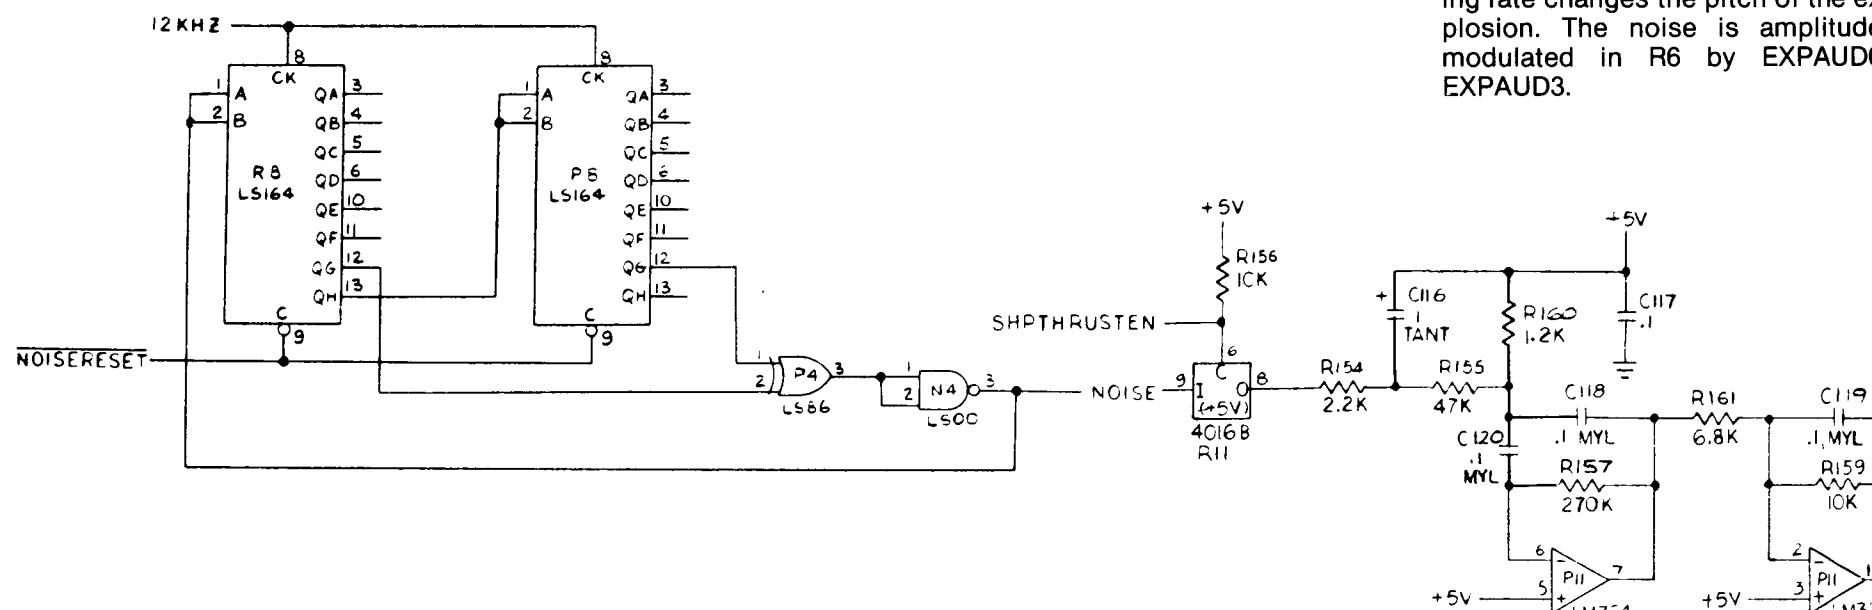 ing rate changes the pitch of the ex
plosion. The noise is amplitude
modulated in R6 by EXPAUD
EXPAUD3.
12KHZ
8
CK
1 A
2 B
QA 3
QB 4
QC 5
QD 6
QE 10
QF 11
QG 12
QH 13
R8
LS164
C
9
8
CK
1 A
2 B
QA 3
QB 4
QC 5
QD 6
QE 10
QF 11
QG 12
QH 13
LS164
C
9
NOISERESET
1
2
P4
3
LS86
1
2
N4
3
LS00
NOISE
SHPTHRUSTEN
+5V
R156
10K
6
C
9 I
O 8
(+5V)
4016B
R11
R154
2.2K
R155
47K
+
C116
.1
TANT
R160
1.2K
+5V
C117
.1
C118
.1 MYL
C120
.1
MYL
R157
270K
R161
6.8K
C119
.1 MYL
R159
10K
6 -
5 +
P11
7
+5V
2 -
3 +
P11
1
+5V